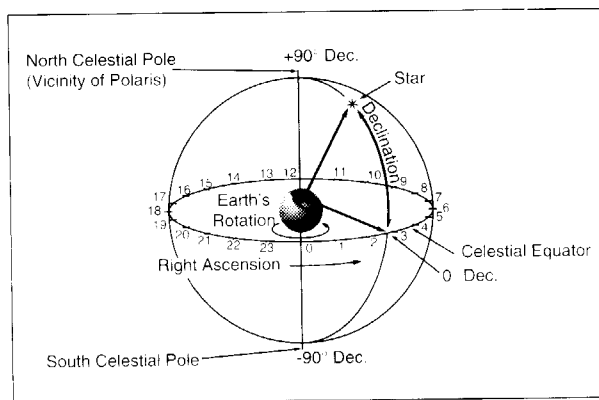 +90° Dec.
North Celestial Pole
(Vicinity of Polaris)
Star
Declination
17 16 15 14 13 12 11 10 9 8 7
18 6
19 20 21 22 23 0 1 2 3 4 5
Earth's
Rotation
Celestial Equator
Right Ascension
0 Dec.
South Celestial Pole
-90° Dec.